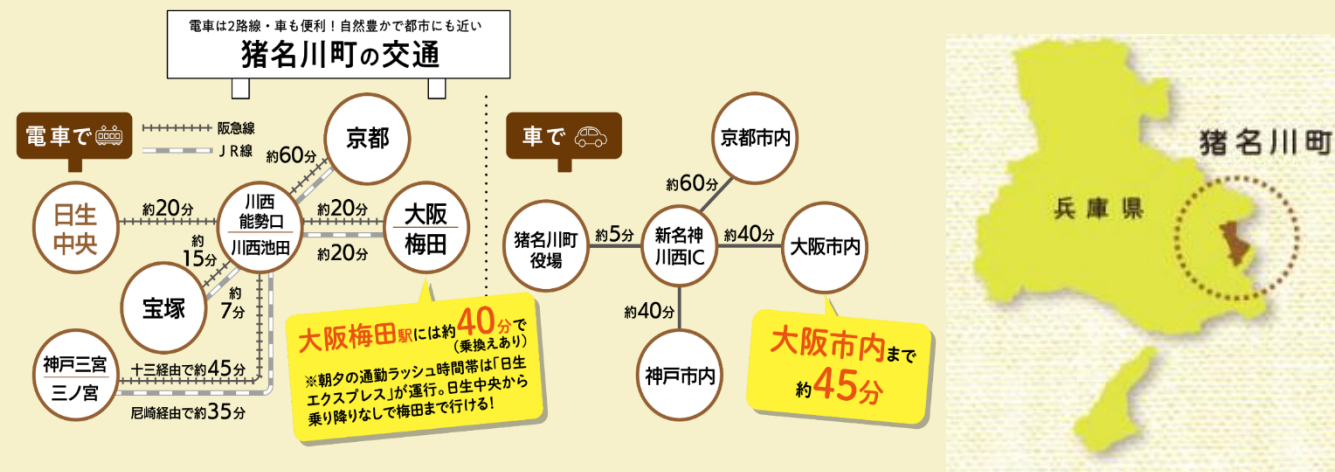 電車は2路線・車も便利！自然豊かで都市にも近い
猪名川町の交通
電車で
阪急線
ＪＲ線
京都
約60分
日生
中央
約20分
川西
能勢口
川西池田
約20分
約20分
大阪
梅田
約
15分
約
7分
宝塚
神戸三宮
三ノ宮
十三経由で約45分
尼崎経由で約35分
大阪梅田駅には約40分で
(乗換えあり)
※朝夕の通勤ラッシュ時間帯は「日生
エクスプレス」が運行。日生中央から
乗り降りなしで梅田まで行ける!
車で
京都市内
約60分
猪名川町
役場
約5分
新名神
川西IC
約40分
大阪市内
約40分
神戸市内
大阪市内まで
約45分
猪名川町
兵庫県